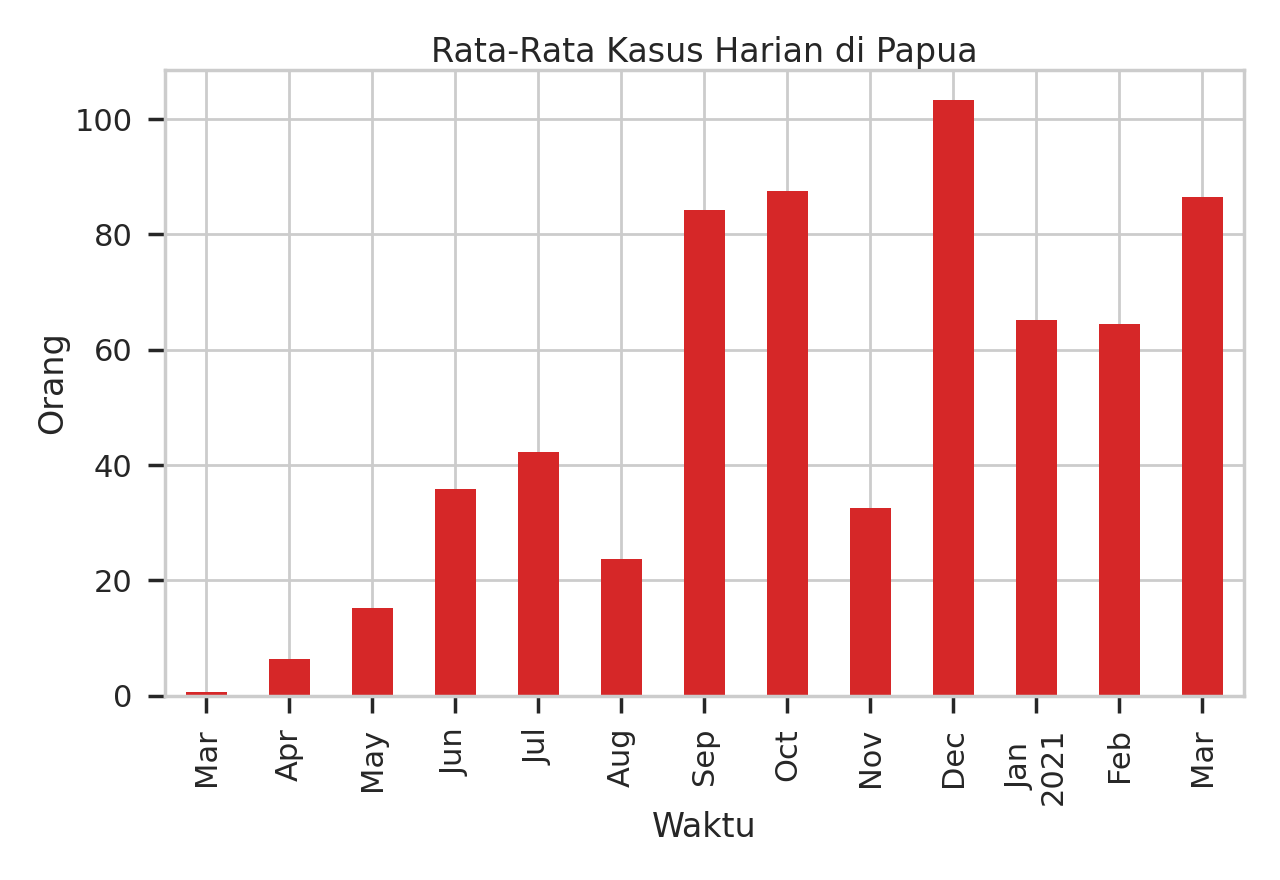 Rata-Rata Kasus Harian di Papua
100
80
60
40
20
0
Orang
Mar
Apr
May
Jun
Jul
Aug
Sep
Oct
Nov
Dec
Jan
2021
Feb
Mar
Waktu